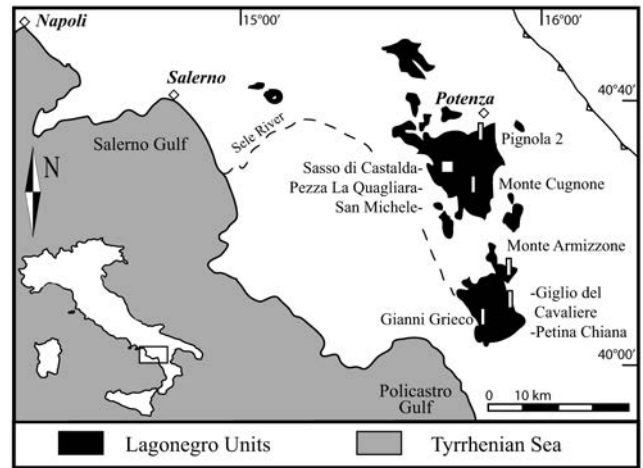 Napoli
15°00'
16°00'
Salerno
Potenza
40°40'
Sele River
Salerno Gulf
Pignola 2
N
Sasso di Castalda-
Pezza La Quagliara-
San Michele-
Monte Cugnone
Monte Armizzone
-Giglio del
Cavaliere
-Petina Chiana
Gianni Grieco
40°00'
Policastro
Gulf
0 10 km
Lagonegro Units
Tyrrhenian Sea